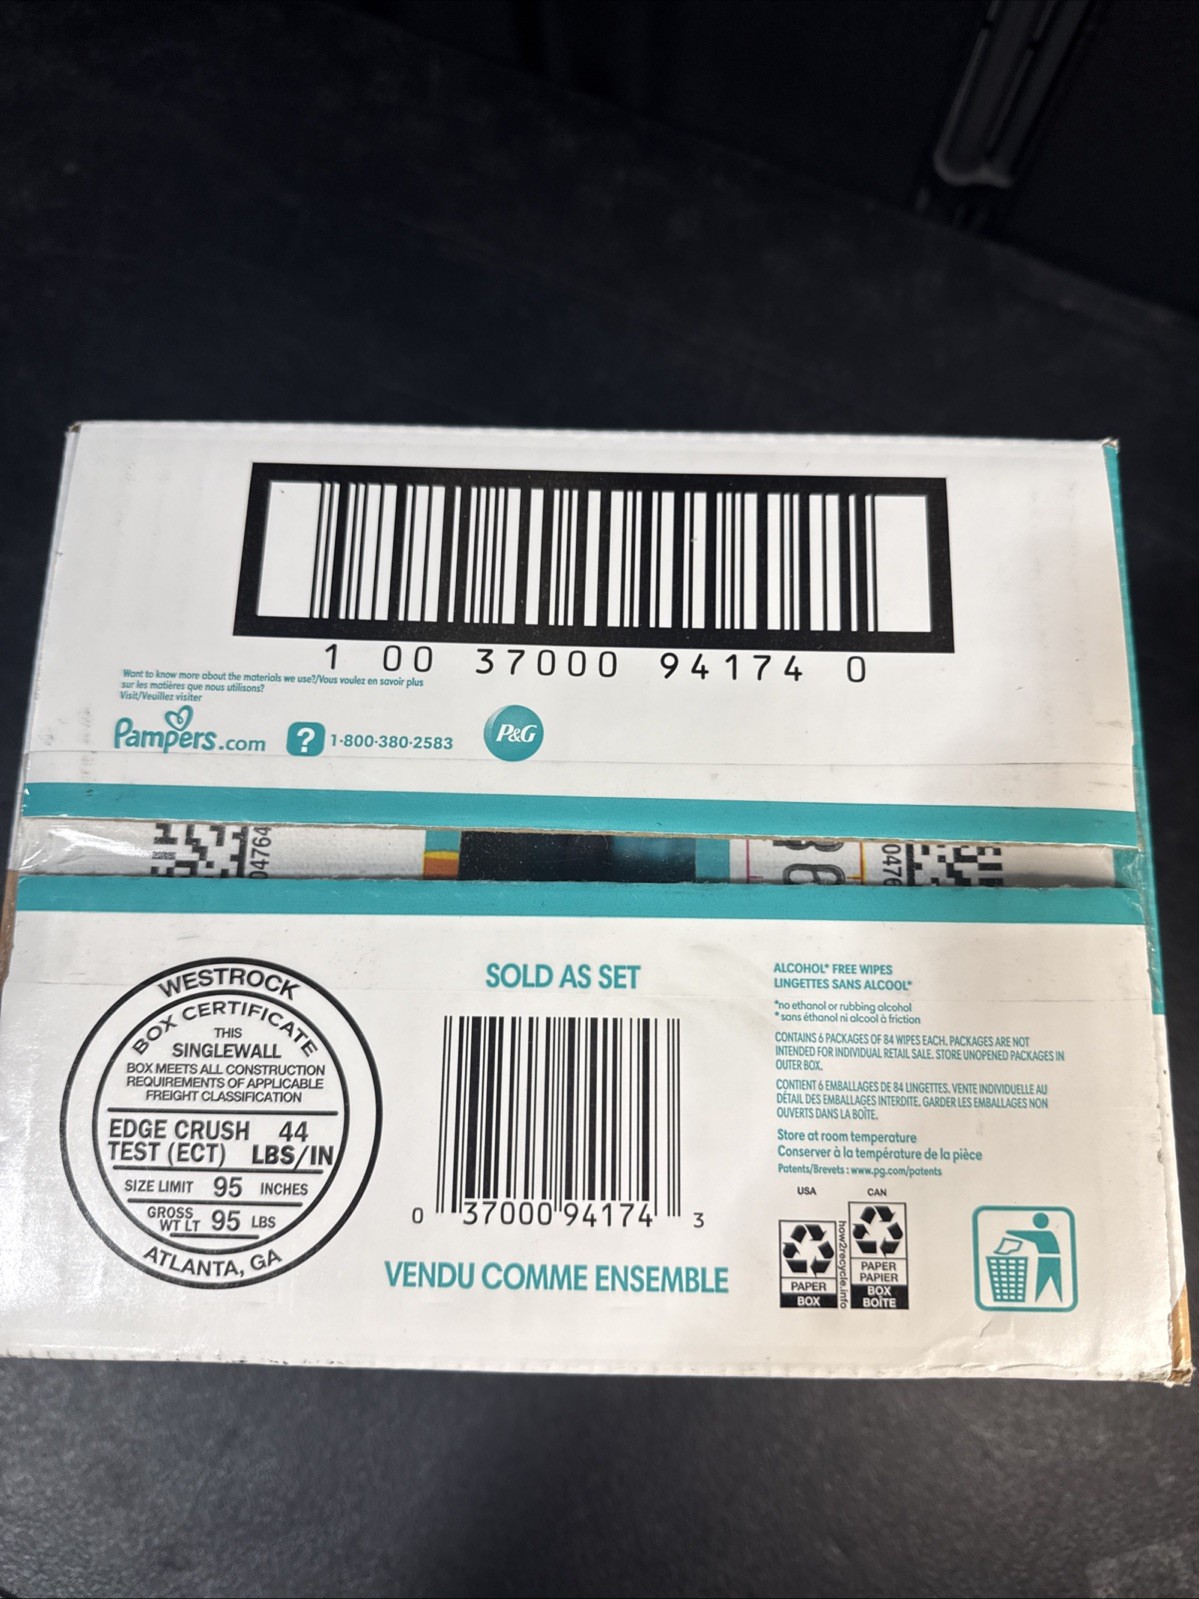 1 00 37000 94174 0
Want to know more about the materials we use?/Vous voulez en savoir plus
sur les matières que nous utilisons?
Visit/Veuillez visiter
Pampers.com
? 1-800-380-2583
P&G
04764
0476
WESTROCK
BOX CERTIFICATE
THIS
SINGLEWALL
BOX MEETS ALL CONSTRUCTION
REQUIREMENTS OF APPLICABLE
FREIGHT CLASSIFICATION
EDGE CRUSH 44
TEST (ECT) LBS/IN
SIZE LIMIT 95 INCHES
GROSS
WT LT 95 LBS
ATLANTA, GA
SOLD AS SET
0 37000 94174 3
VENDU COMME ENSEMBLE
ALCOHOL* FREE WIPES
LINGETTES SANS ALCOOL*
*no ethanol or rubbing alcohol
*sans éthanol ni alcool à friction
CONTAINS 6 PACKAGES OF 84 WIPES EACH. PACKAGES ARE NOT
INTENDED FOR INDIVIDUAL RETAIL SALE. STORE UNOPENED PACKAGES IN
OUTER BOX.
CONTIENT 6 EMBALLAGES DE 84 LINGETTES. VENTE INDIVIDUELLE AU
DÉTAIL DES EMBALLAGES INTERDITE. GARDER LES EMBALLAGES NON
OUVERTS DANS LA BOÎTE.
Store at room temperature
Conserver à la température de la pièce
Patents/Brevets : www.pg.com/patents
USA
PAPER
BOX
how2recycle.info
CAN
PAPER
PAPIER
BOX
BOÎTE